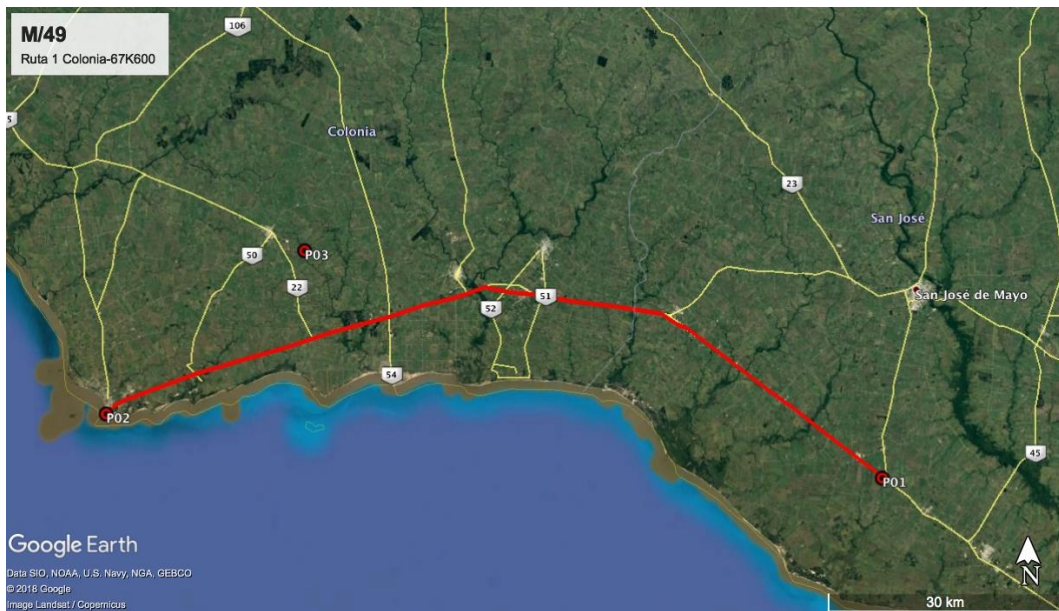 M/49
Ruta 1 Colonia-67K600
106
5
Colonia
23
San José
50
P03
22
51
52
San José de Mayo
54
P02
45
P01
Google Earth
Data SIO, NOAA, U.S. Navy, NGA, GEBCO
© 2018 Google
Image Landsat / Copernicus
N
30 km